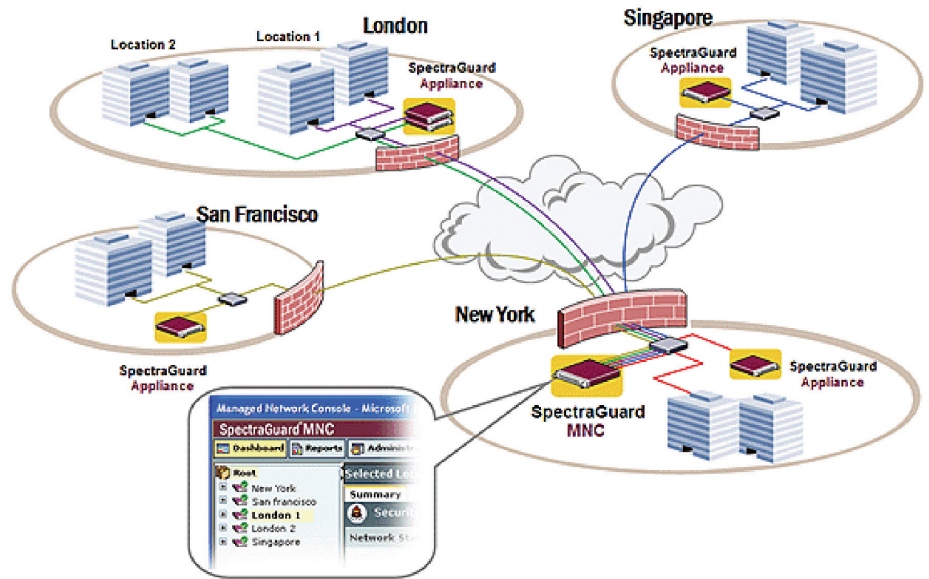 London
Location 2
Location 1
SpectraGuard
Appliance
Singapore
SpectraGuard
Appliance
San Francisco
SpectraGuard
Appliance
New York
SpectraGuard
MNC
SpectraGuard
Appliance
Managed Network Console - Microsoft
SpectraGuard MNC
Dashboard
Reports
Administ
Root
New York
San francisco
London 1
London 2
Singapore
Selected Lo
Summary
Securi
Network St